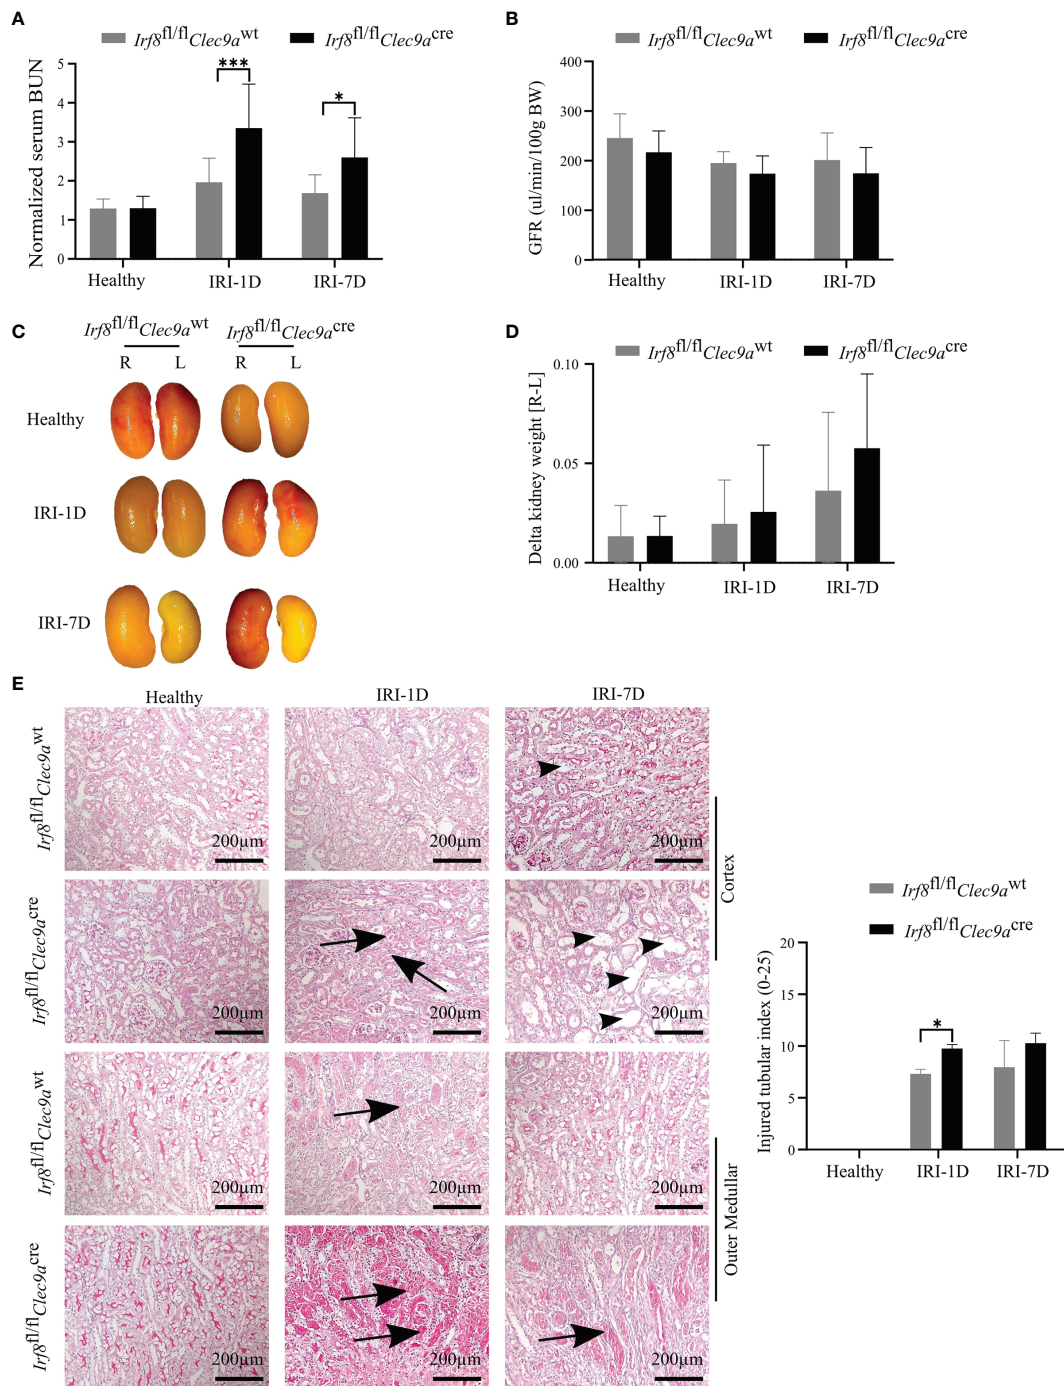 A
Irf8fl/flClec9awt Irf8fl/flClec9acre
Normalized serum BUN
5
4
3
2
1
0
***
*
Healthy IRI-1D IRI-7D
B
Irf8fl/flClec9awt Irf8fl/flClec9acre
GFR (ul/min/100g BW)
400
300
200
100
0
Healthy IRI-1D IRI-7D
C
Irf8fl/flClec9awt Irf8fl/flClec9acre
R L R L
Healthy
IRI-1D
IRI-7D
D
Irf8fl/flClec9awt Irf8fl/flClec9acre
Delta kidney weight [R-L]
0.10
0.05
0.00
Healthy IRI-1D IRI-7D
E
Healthy IRI-1D IRI-7D
Irf8fl/flClec9awt
200µm 200µm 200µm
Irf8fl/flClec9acre
200µm 200µm 200µm
Cortex
Irf8fl/flClec9awt
200µm 200µm 200µm
Irf8fl/flClec9acre
200µm 200µm 200µm
Outer Medullar
Irf8fl/flClec9awt
Irf8fl/flClec9acre
Injured tubular index (0-25)
20
15
10
5
0
*
Healthy IRI-1D IRI-7D